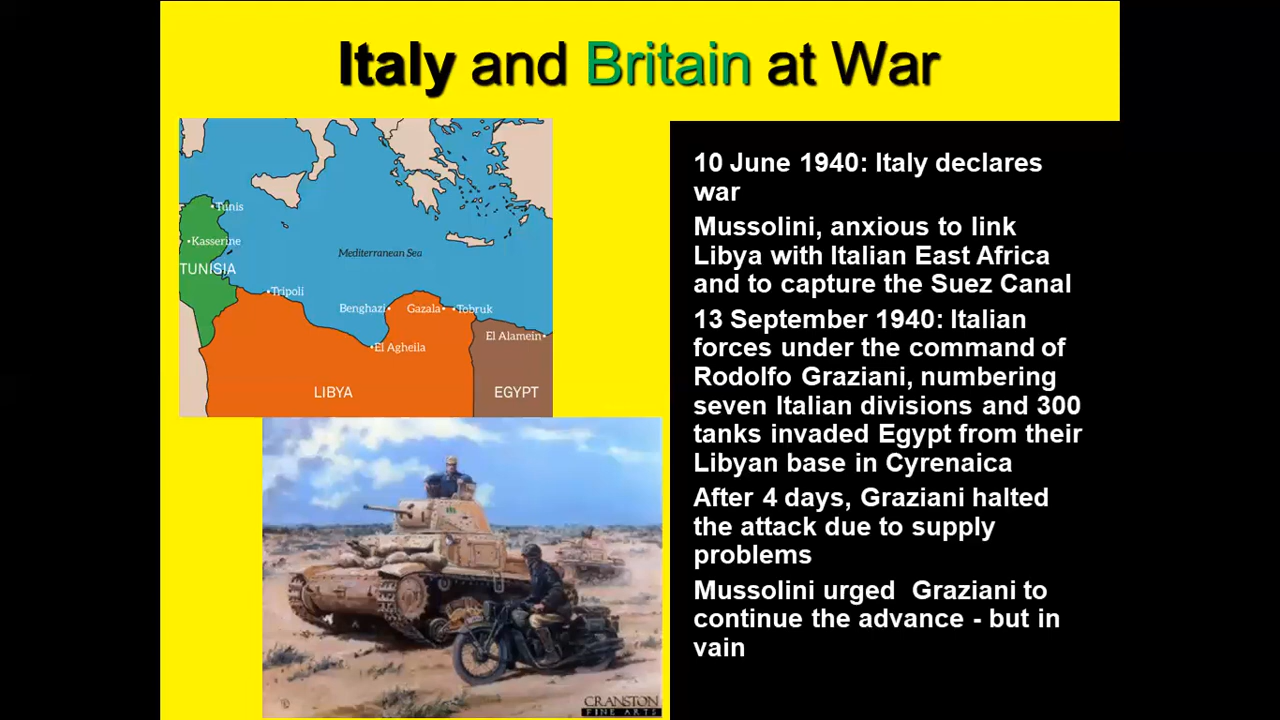 Italy and Britain at War
Tunis
Kasserine
TUNISIA
Mediterranean Sea
Tripoli
Benghazi
Gazala
Tobruk
El Alamein
El Agheila
LIBYA
EGYPT
10 June 1940: Italy declares
war
Mussolini, anxious to link
Libya with Italian East Africa
and to capture the Suez Canal
13 September 1940: Italian
forces under the command of
Rodolfo Graziani, numbering
seven Italian divisions and 300
tanks invaded Egypt from their
Libyan base in Cyrenaica
After 4 days, Graziani halted
the attack due to supply
problems
Mussolini urged  Graziani to
continue the advance - but in
vain
CRANSTON
FINE ARTS